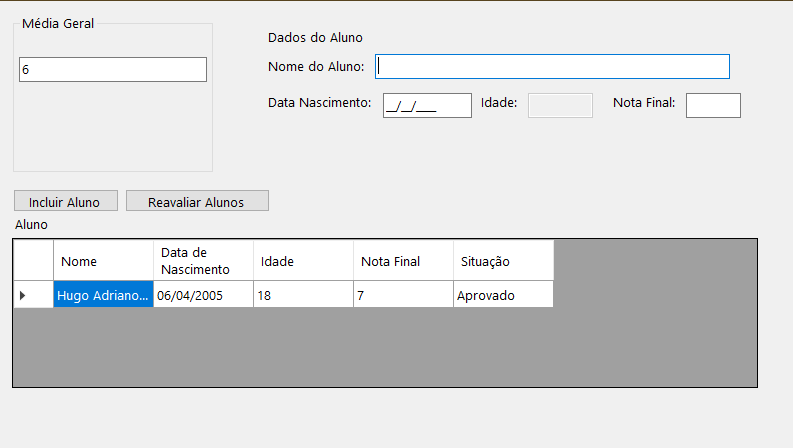 Média Geral
6
Dados do Aluno
Nome do Aluno:
Data Nascimento: __/__/____ Idade: Nota Final:
Incluir Aluno Reavaliar Alunos
Aluno
Nome Data de Nascimento Idade Nota Final Situação
Hugo Adriano... 06/04/2005 18 7 Aprovado